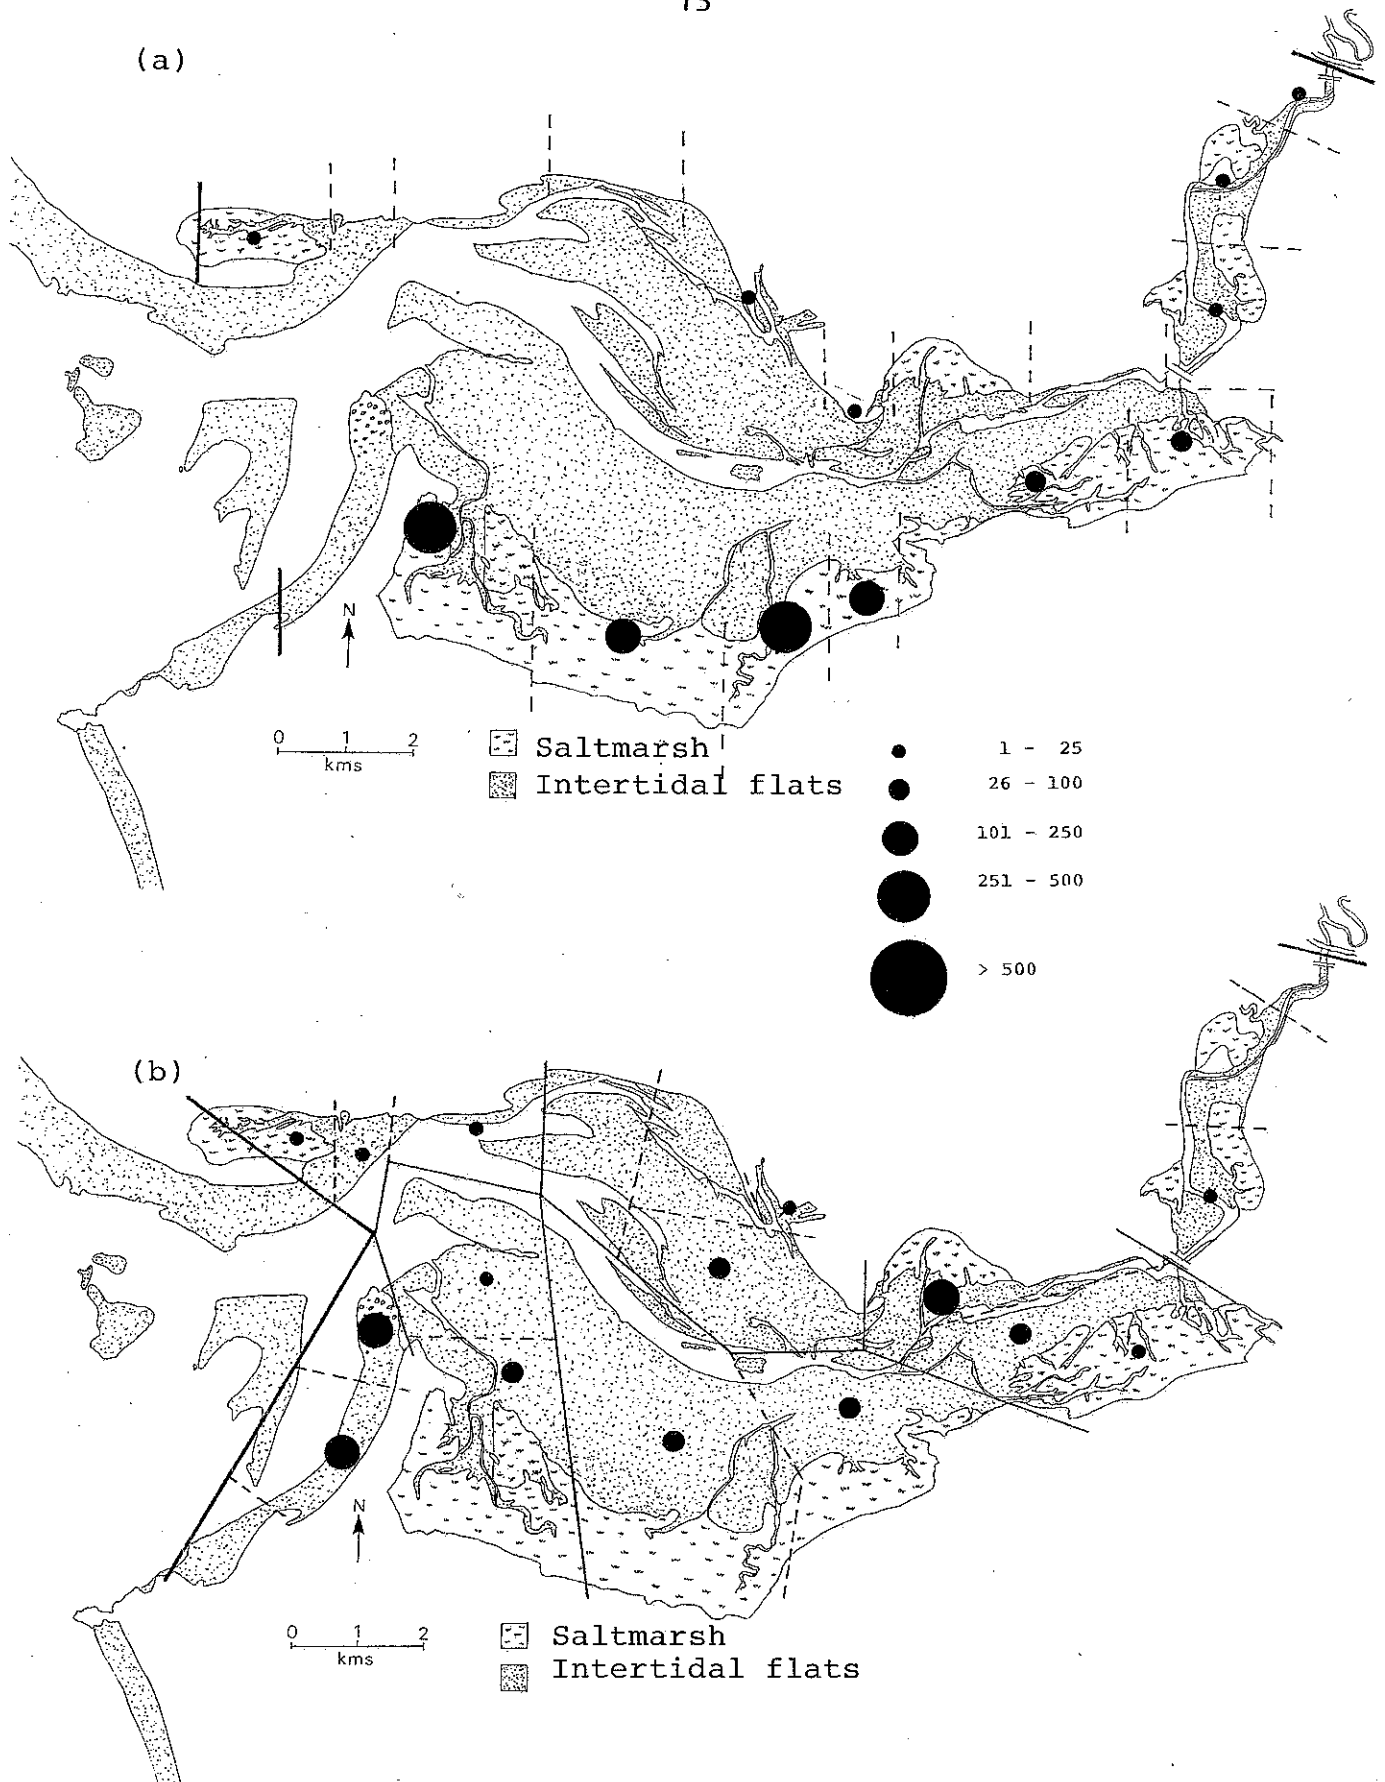 (a)
N
0 1 2
kms
Saltmarsh
Intertidal flats
1 - 25
26 - 100
101 - 250
251 - 500
> 500
(b)
N
0 1 2
kms
Saltmarsh
Intertidal flats